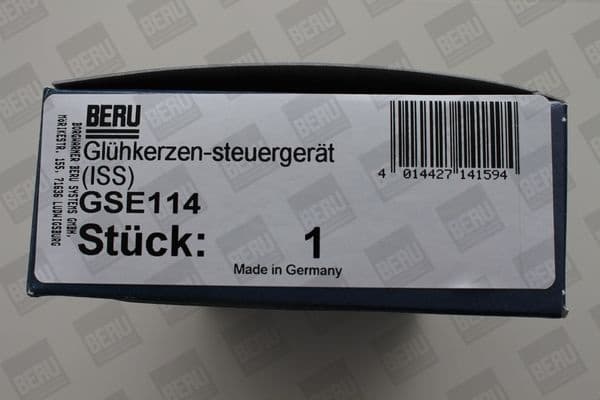 BERU
Glühkerzen-steuergerät
(ISS)
GSE114
Stück: 1
Made in Germany
BORGWARNER BERU SYSTEMS GMBH
MÖRIKESTR. 155, 71636 LUDWIGSBURG
4 014427 141594